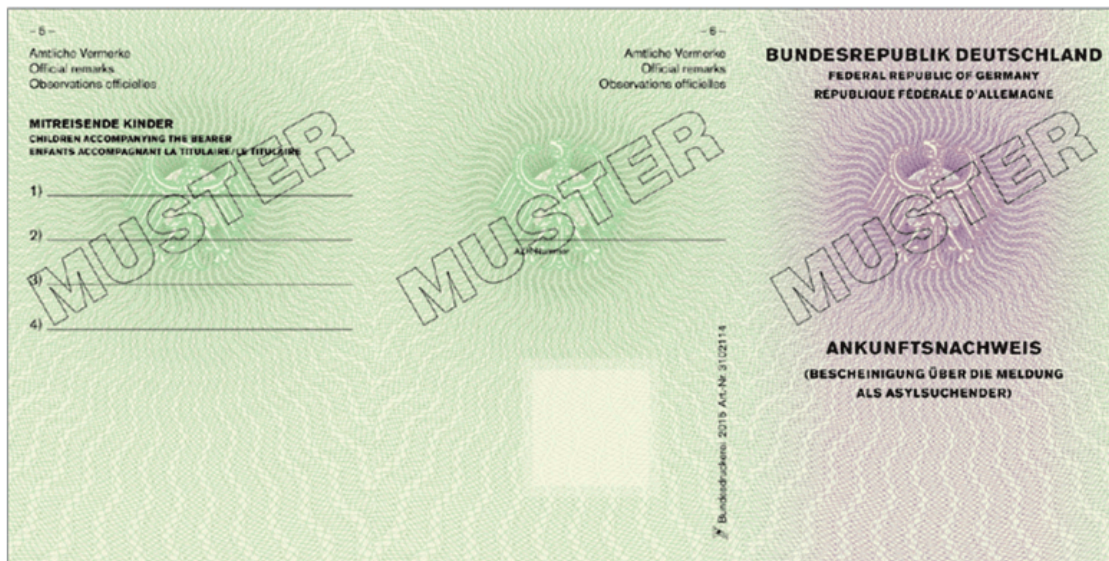 – 5 –
Amtliche Vermerke
Official remarks
Observations officielles
MITREISENDE KINDER
CHILDREN ACCOMPANYING THE BEARER
ENFANTS ACCOMPAGNANT LA TITULAIRE/LE TITULAIRE
1)
2)
3)
4)
MUSTER
– 6 –
Amtliche Vermerke
Official remarks
Observations officielles
MUSTER
AZR-Nummer
Bundesdruckerei 2015 Art.-Nr. 3102114
BUNDESREPUBLIK DEUTSCHLAND
FEDERAL REPUBLIC OF GERMANY
RÉPUBLIQUE FÉDÉRALE D'ALLEMAGNE
MUSTER
ANKUNFTSNACHWEIS
(BESCHEINIGUNG ÜBER DIE MELDUNG
ALS ASYLSUCHENDER)